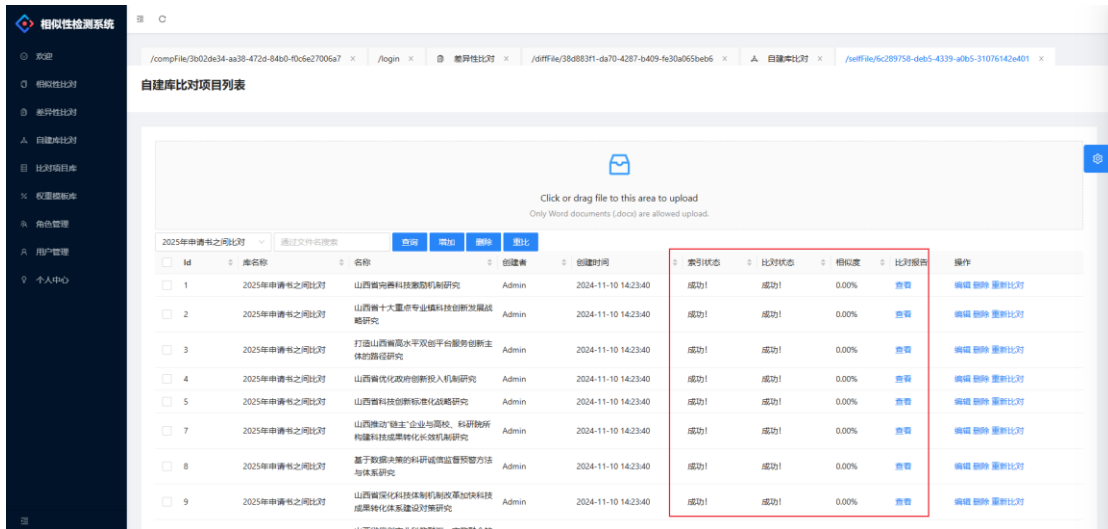 相似性检测系统
欢迎
相似性比对
差异性比对
自建库比对
比对项目库
权重模板库
角色管理
用户管理
个人中心
/compFile/3b02de34-aa38-472d-84b0-f0c6e27006a7 × /login × 差异性比对 × /diffFile/38d883f1-da70-4287-b409-fe30a065beb6 × 自建库比对 × /selfFile/6c289758-deb5-4339-a0b5-31076142e401 ×
自建库比对项目列表
Click or drag file to this area to upload
Only Word documents (.docx) are allowed upload.
2025年申请书之间比对 通过文件名搜索 查询 增加 删除 重比
Id 库名称 名称 创建者 创建时间 索引状态 比对状态 相似度 比对报告 操作
1 2025年申请书之间比对 山西省完善科技激励机制研究 Admin 2024-11-10 14:23:40 成功! 成功! 0.00% 查看 编辑 删除 重新比对
2 2025年申请书之间比对 山西省十大重点专业镇科技创新发展战 Admin 2024-11-10 14:23:40 成功! 成功! 0.00% 查看 编辑 删除 重新比对
略研究
3 2025年申请书之间比对 打造山西省高水平双创平台服务创新主 Admin 2024-11-10 14:23:40 成功! 成功! 0.00% 查看 编辑 删除 重新比对
体的路径研究
4 2025年申请书之间比对 山西省优化政府创新投入机制研究 Admin 2024-11-10 14:23:40 成功! 成功! 0.00% 查看 编辑 删除 重新比对
5 2025年申请书之间比对 山西省科技创新标准化战略研究 Admin 2024-11-10 14:23:40 成功! 成功! 0.00% 查看 编辑 删除 重新比对
7 2025年申请书之间比对 山西推动"链主"企业与高校、科研院所 Admin 2024-11-10 14:23:40 成功! 成功! 0.00% 查看 编辑 删除 重新比对
构建科技成果转化长效机制研究
8 2025年申请书之间比对 基于数据决策的科研诚信监督预警方法 Admin 2024-11-10 14:23:40 成功! 成功! 0.00% 查看 编辑 删除 重新比对
与体系研究
9 2025年申请书之间比对 山西省深化科技体制机制改革加快科技 Admin 2024-11-10 14:23:40 成功! 成功! 0.00% 查看 编辑 删除 重新比对
成果转化体系建设对策研究